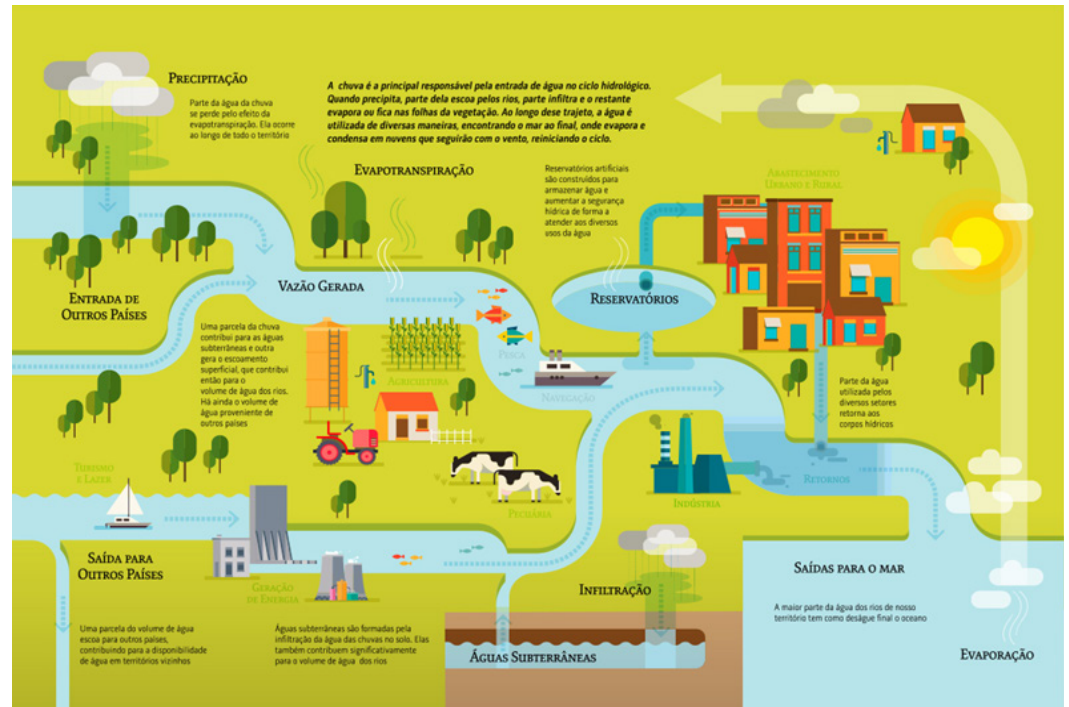 PRECIPITAÇÃO
Parte da água da chuva
se perde pelo efeito da
evapotranspiração. Ela ocorre
ao longo de todo o território
A chuva é a principal responsável pela entrada de água no ciclo hidrológico.
Quando precipita, parte dela escoa pelos rios, parte infiltra e o restante
evapora ou fica nas folhas da vegetação. Ao longo dese trajeto, a água é
utilizada de diversas maneiras, encontrando o mar ao final, onde evapora e
condensa em nuvens que seguirão com o vento, reiniciando o ciclo.
EVAPOTRANSPIRAÇÃO
Reservatórios artificiais
são construídos para
armazenar água e
aumentar a segurança
hídrica de forma a
atender aos diversos
usos da água
ABASTECIMENTO
URBANO E RURAL
ENTRADA DE
OUTROS PAÍSES
VAZÃO GERADA
RESERVATÓRIOS
Uma parcela da chuva
contribui para as águas
subterrâneas e outra
gera o escoamento
superficial, que contribui
então para o
volume de água dos rios.
Há ainda o volume de
água proveniente de
outros países
PESCA
AGRICULTURA
NAVEGAÇÃO
Parte da água
utilizada pelos
diversos setores
retorna aos
corpos hídricos
TURISMO
E LAZER
PECUÁRIA
INDÚSTRIA
RETORNOS
SAÍDA PARA
OUTROS PAÍSES
GERAÇÃO
DE ENERGIA
INFILTRAÇÃO
SAÍDAS PARA O MAR
A maior parte da água dos rios de nosso
território tem como deságue final o oceano
Uma parcela do volume de água
escoa para outros países,
contribuindo para a disponibilidade
de água em territórios vizinhos
Águas subterrâneas são formadas pela
infiltração da água das chuvas no solo. Elas
também contribuem significativamente
para o volume de água dos rios
ÁGUAS SUBTERRÂNEAS
EVAPORAÇÃO